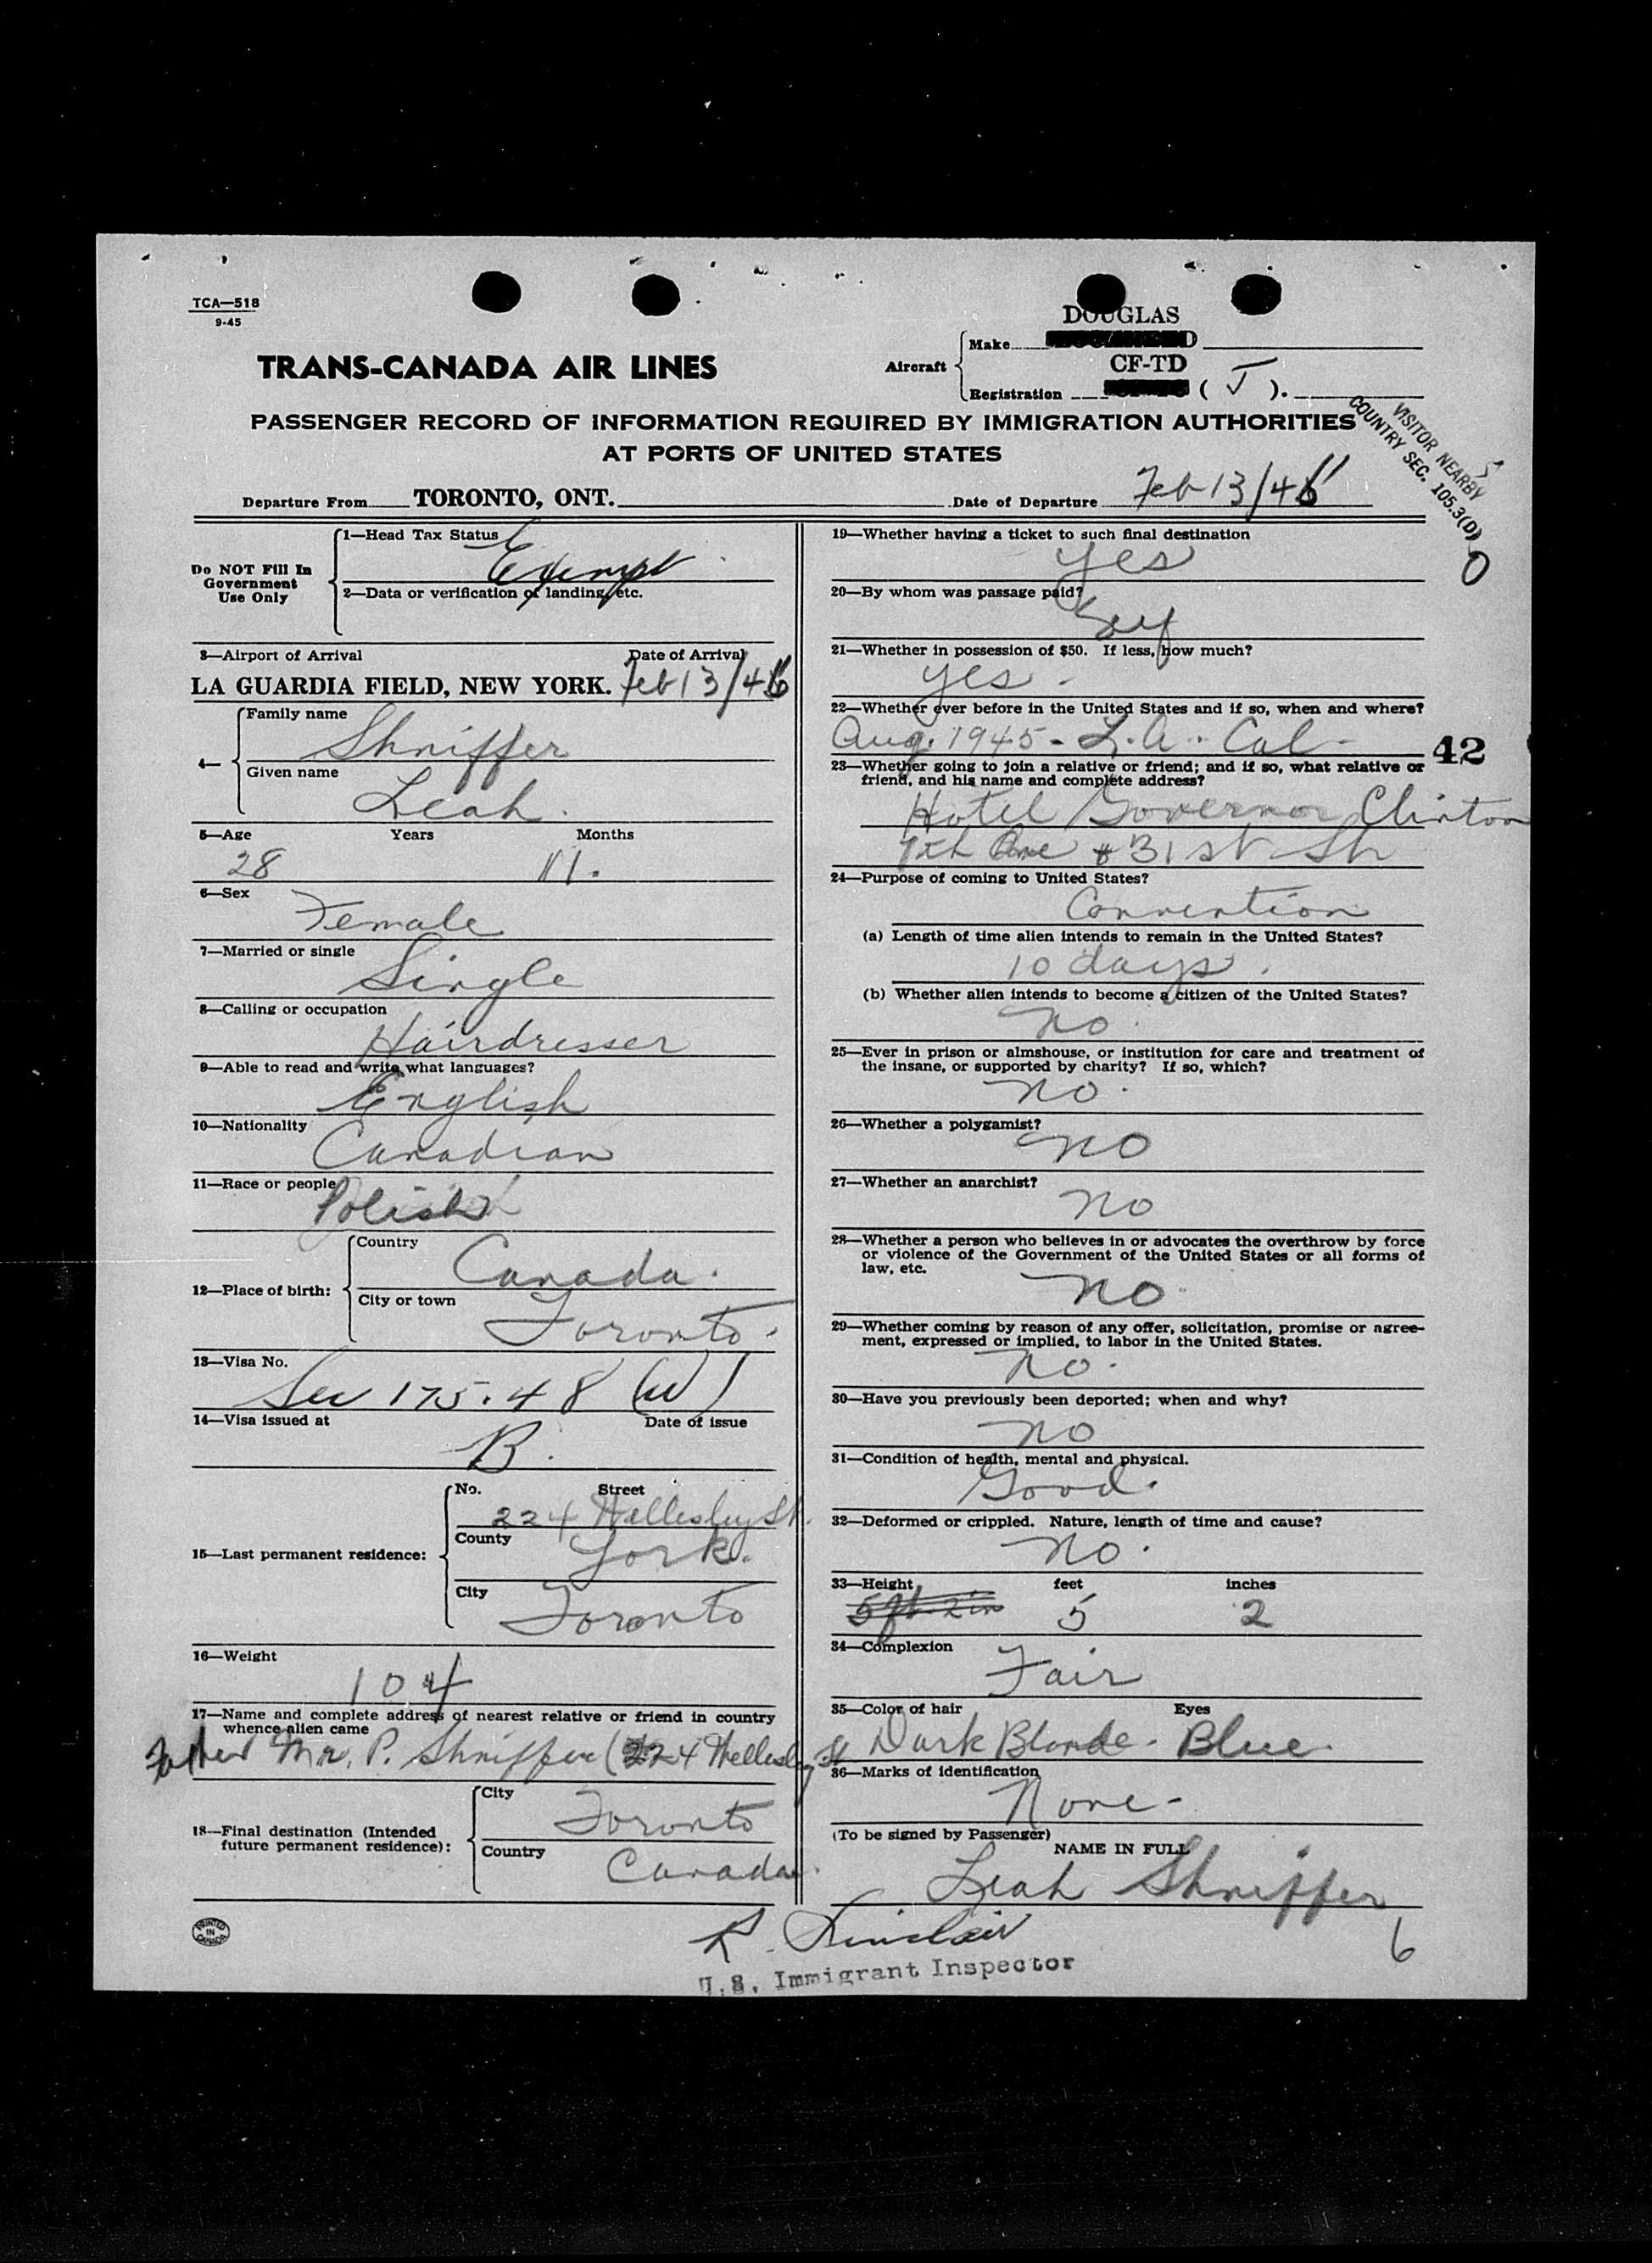 TCA—518
9-45
DOUGLAS
Make
TRANS-CANADA AIR LINES
Aircraft
CF-TD
Registration ( J ).
PASSENGER RECORD OF INFORMATION REQUIRED BY IMMIGRATION AUTHORITIES
AT PORTS OF UNITED STATES
VISITOR NEARBY
COUNTRY SEC. 105.3(D)
Departure From TORONTO, ONT. Date of Departure Feb 13/46
Do NOT Fill In
Government
Use Only
1—Head Tax Status
Exempt
2—Data or verification of landing, etc.
3—Airport of Arrival Date of Arrival
LA GUARDIA FIELD, NEW YORK. Feb 13/46
4—
Family name
Shniffer
Given name
Leah.
5—Age Years Months
28 11.
6—Sex
Female
7—Married or single
Single
8—Calling or occupation
Hairdresser
9—Able to read and write what languages?
English
10—Nationality
Canadian
11—Race or people
Polish
12—Place of birth:
Country
Canada.
City or town
Toronto.
13—Visa No.
Sec 175.48 (w)
14—Visa issued at Date of issue
B.
15—Last permanent residence:
No. Street
224 Wellesley St.
County
York.
City
Toronto
16—Weight
104
17—Name and complete address of nearest relative or friend in country
whence alien came
Father Mr. P. Shniffer (224 Wellesley St
18—Final destination (Intended
future permanent residence):
City
Toronto
Country
Canada.
PRINTED
IN
CANADA
19—Whether having a ticket to such final destination
yes
0
20—By whom was passage paid?
Self
21—Whether in possession of $50. If less, how much?
yes.
22—Whether ever before in the United States and if so, when and where?
Aug. 1945 - L.A. Cal.
42
23—Whether going to join a relative or friend; and if so, what relative or
friend, and his name and complete address?
Hotel Governor Clinton
7th Ave & 31 st St
24—Purpose of coming to United States?
Convention
(a) Length of time alien intends to remain in the United States?
10 days.
(b) Whether alien intends to become a citizen of the United States?
No.
25—Ever in prison or almshouse, or institution for care and treatment of
the insane, or supported by charity? If so, which?
No.
26—Whether a polygamist?
NO
27—Whether an anarchist?
No
28—Whether a person who believes in or advocates the overthrow by force
or violence of the Government of the United States or all forms of
law, etc.
No.
29—Whether coming by reason of any offer, solicitation, promise or agree-
ment, expressed or implied, to labor in the United States.
No.
30—Have you previously been deported; when and why?
No
31—Condition of health, mental and physical.
Good.
32—Deformed or crippled. Nature, length of time and cause?
No.
33—Height feet inches
5 ft 2 in 5 2
34—Complexion
Fair
35—Color of hair Eyes
Dark Blonde. Blue.
36—Marks of identification
None-
(To be signed by Passenger)
NAME IN FULL
Leah Shniffer
R. Sinclair
6
U.S. Immigrant Inspector